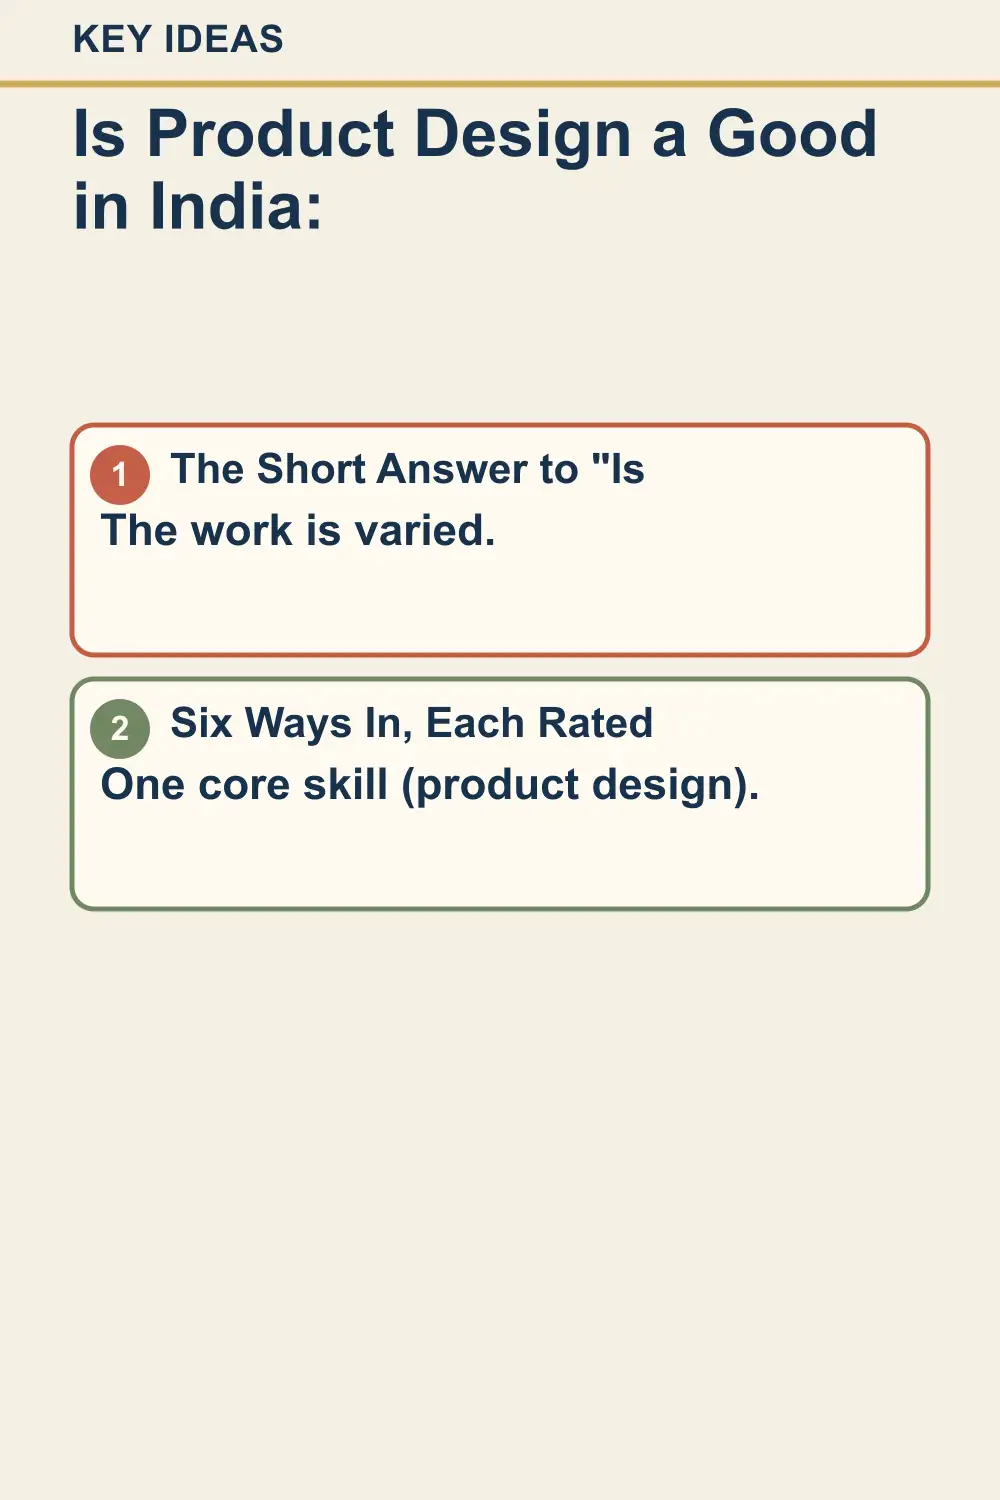 KEY IDEAS
Is Product Design a Good
in India:
1 The Short Answer to "Is
The work is varied.
2 Six Ways In, Each Rated
One core skill (product design).